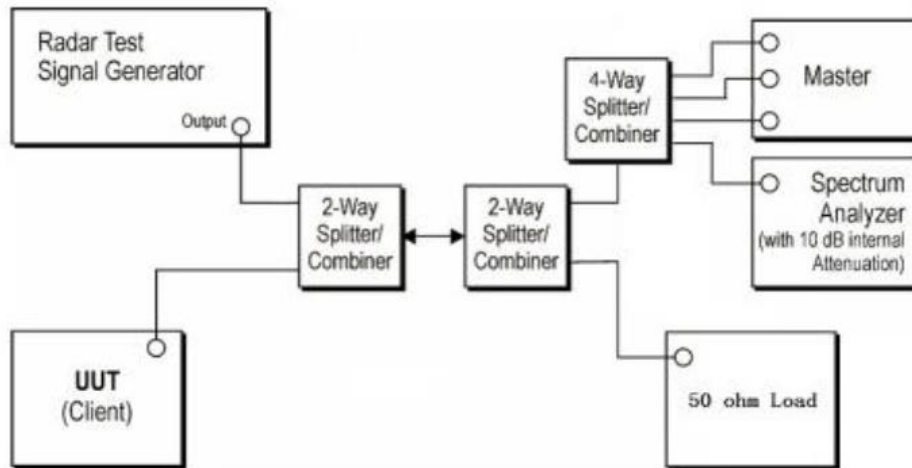 Radar Test
Signal Generator
Output
4-Way
Splitter/
Combiner
Master
Spectrum
Analyzer
(with 10 dB internal
Attenuation)
2-Way
Splitter/
Combiner
2-Way
Splitter/
Combiner
UUT
(Client)
50 ohm Load